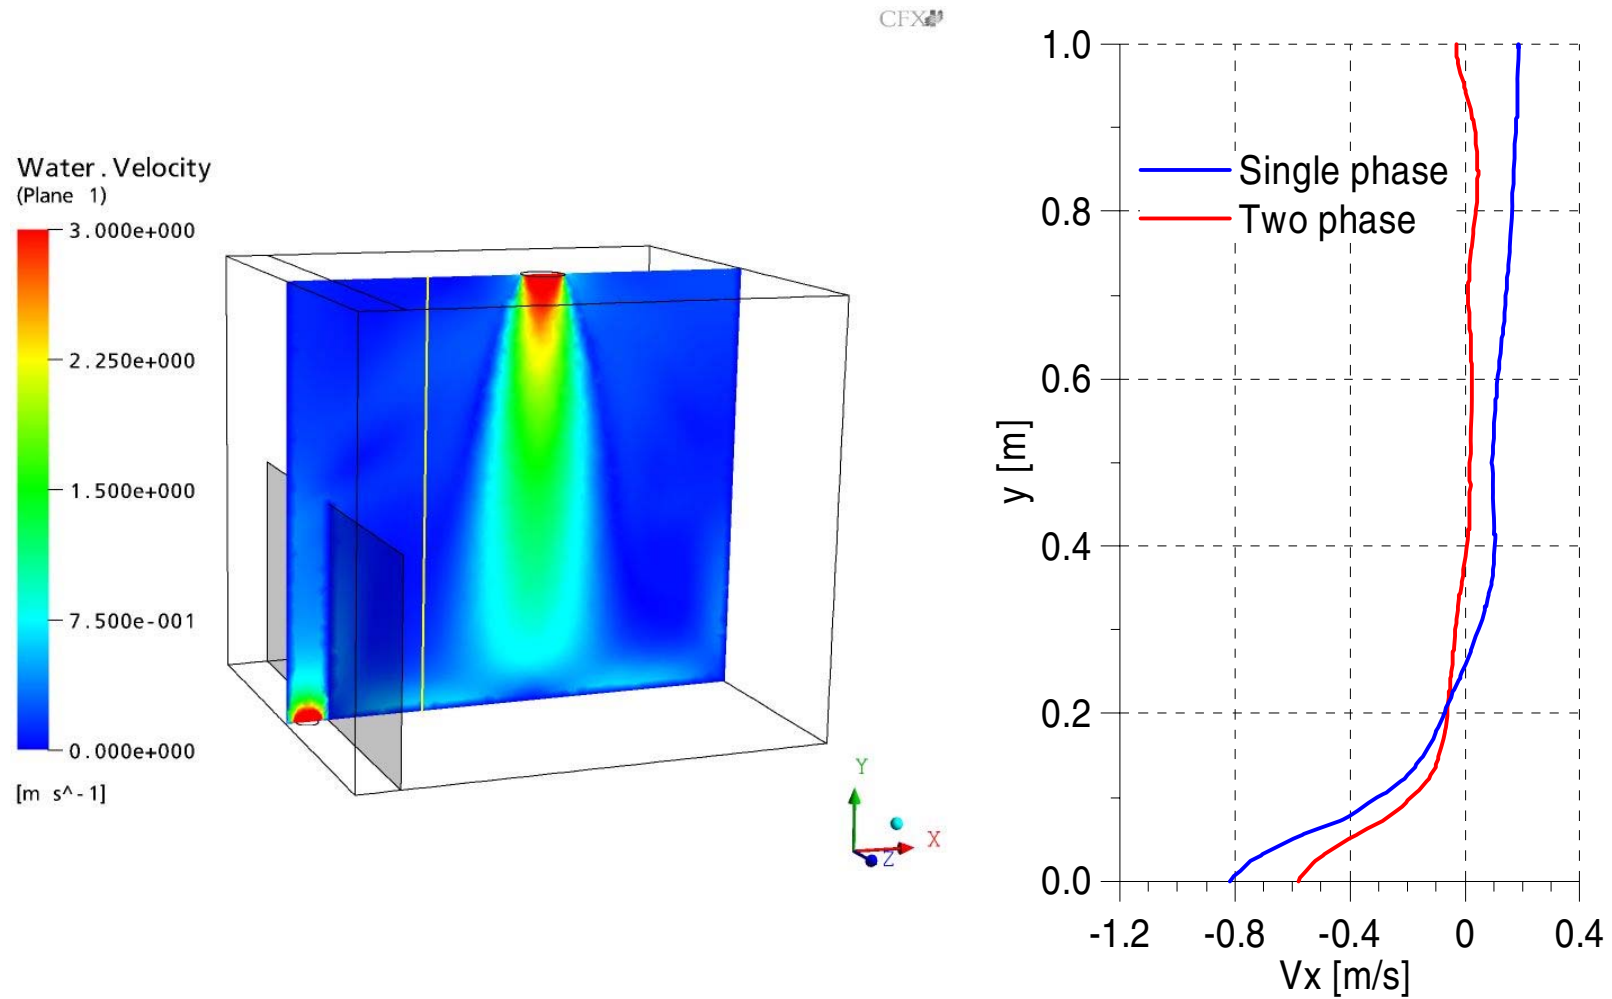 CFX
Water.Velocity
(Plane 1)
3.000e+000
2.250e+000
1.500e+000
7.500e-001
0.000e+000
[m s^-1]
Y
X
Z
1.0
0.8
0.6
0.4
0.2
0.0
y [m]
Single phase
Two phase
-1.2 -0.8 -0.4 0 0.4
Vx [m/s]